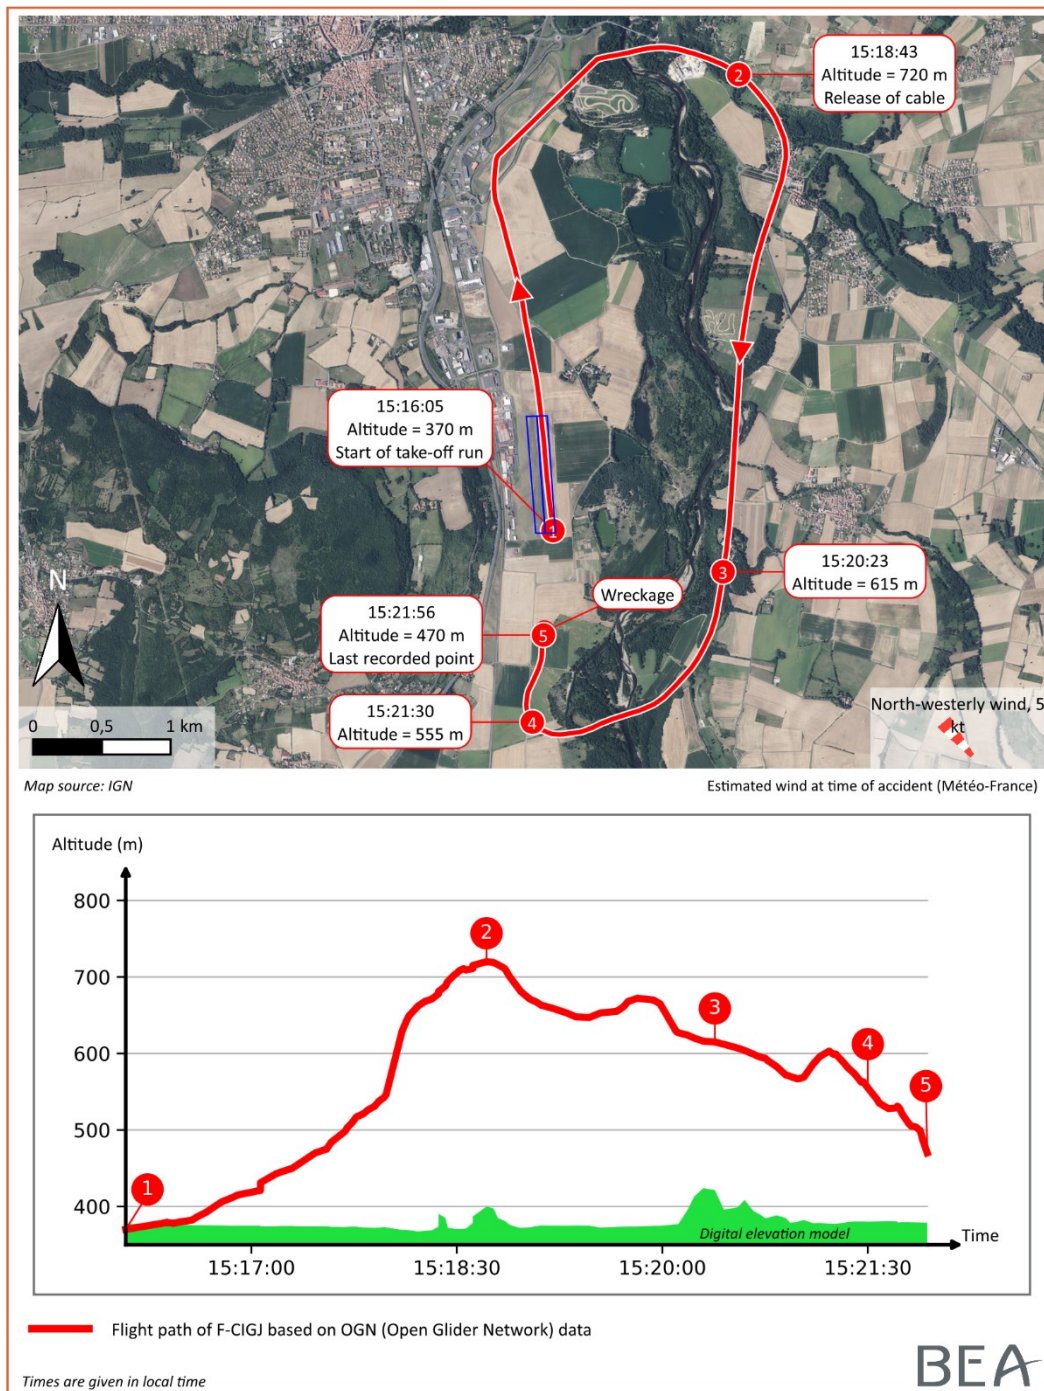 15:18:43
Altitude = 720 m
Release of cable
2
15:16:05
Altitude = 370 m
Start of take-off run
1
15:20:23
Altitude = 615 m
3
Wreckage
15:21:56
Altitude = 470 m
Last recorded point
5
15:21:30
Altitude = 555 m
4
N
0 0,5 1 km
North-westerly wind, 5
kt
Map source: IGN
Estimated wind at time of accident (Météo-France)
Altitude (m)
800
700
600
500
400
1
2
3
4
5
Digital elevation model
Time
15:17:00 15:18:30 15:20:00 15:21:30
Flight path of F-CIGJ based on OGN (Open Glider Network) data
Times are given in local time
BEA